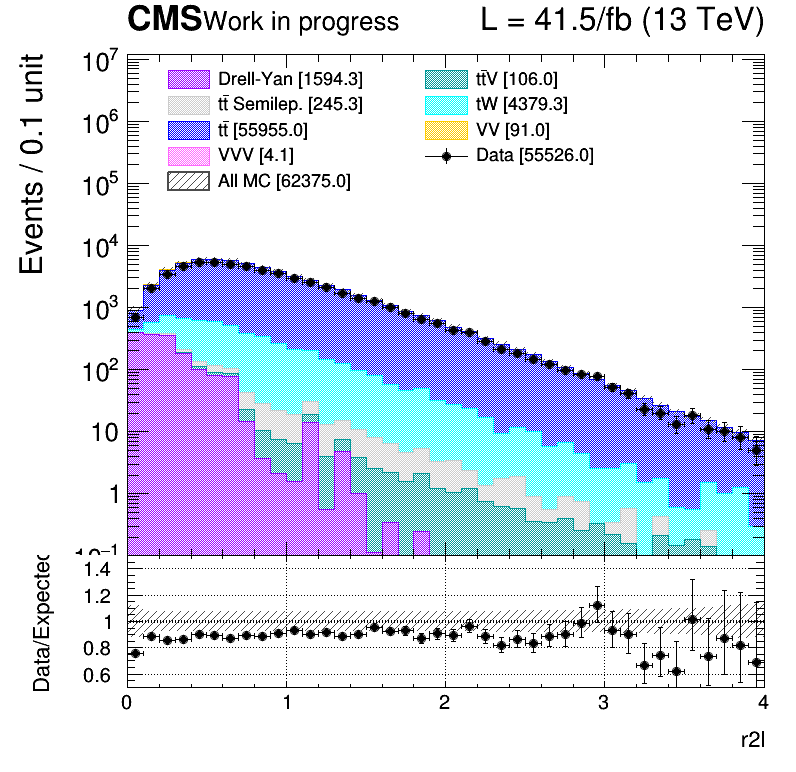 CMS Work in progress L = 41.5/fb (13 TeV)
Events / 0.1 unit
Drell-Yan [1594.3]
tt̄V [106.0]
tt̄ Semilep. [245.3]
tW [4379.3]
tt̄ [55955.0]
VV [91.0]
VVV [4.1]
Data [55526.0]
All MC [62375.0]
10⁷
10⁶
10⁵
10⁴
10³
10²
10
1
10⁻¹
Data/Expected
1.4
1.2
1
0.8
0.6
0 1 2 3 4
r2l